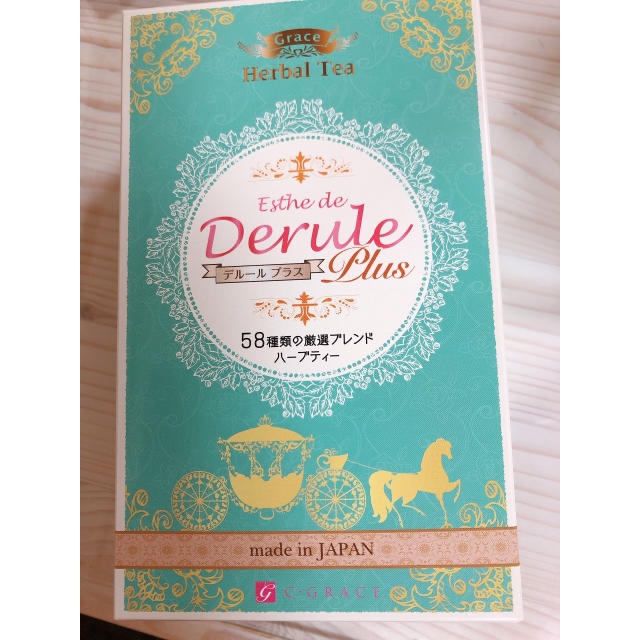 Grace
Herbal Tea
Esthe de
Derule
デルール プラス Plus
58種類の厳選ブレンド
ハーブティー
made in JAPAN
g C·GRACE